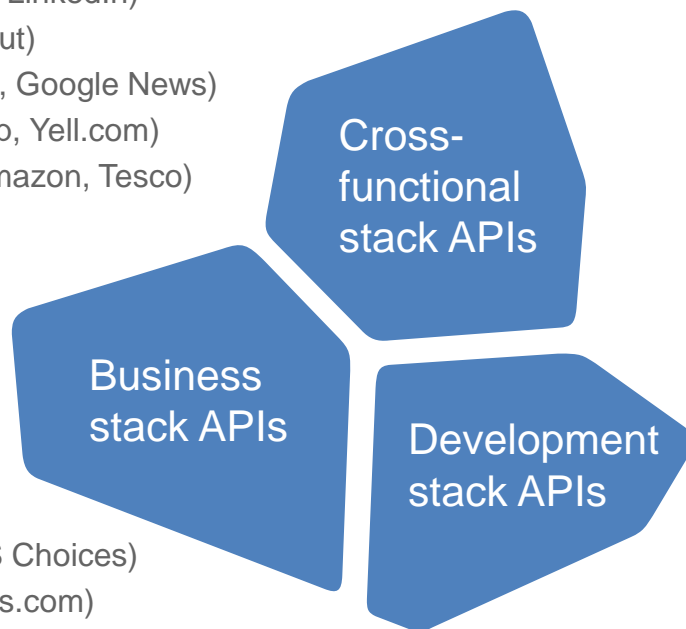 LinkedIn)
ut)
, Google News)
o, Yell.com)
mazon, Tesco)
Cross-
functional
stack APIs
Business
stack APIs
Development
stack APIs
Choices)
s.com)